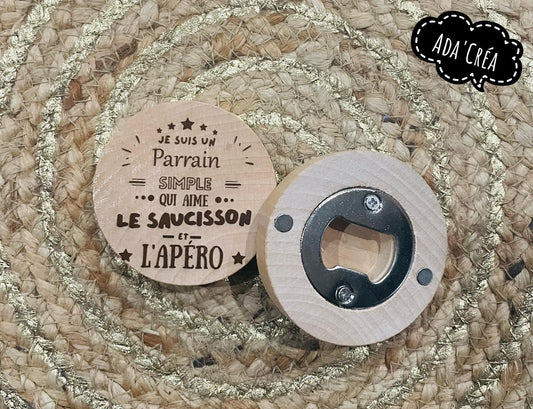 ADA'CRÉA
JE SUIS UN
Parrain
SIMPLE
QUI AIME
LE SAUCISSON
ET
L'APÉRO